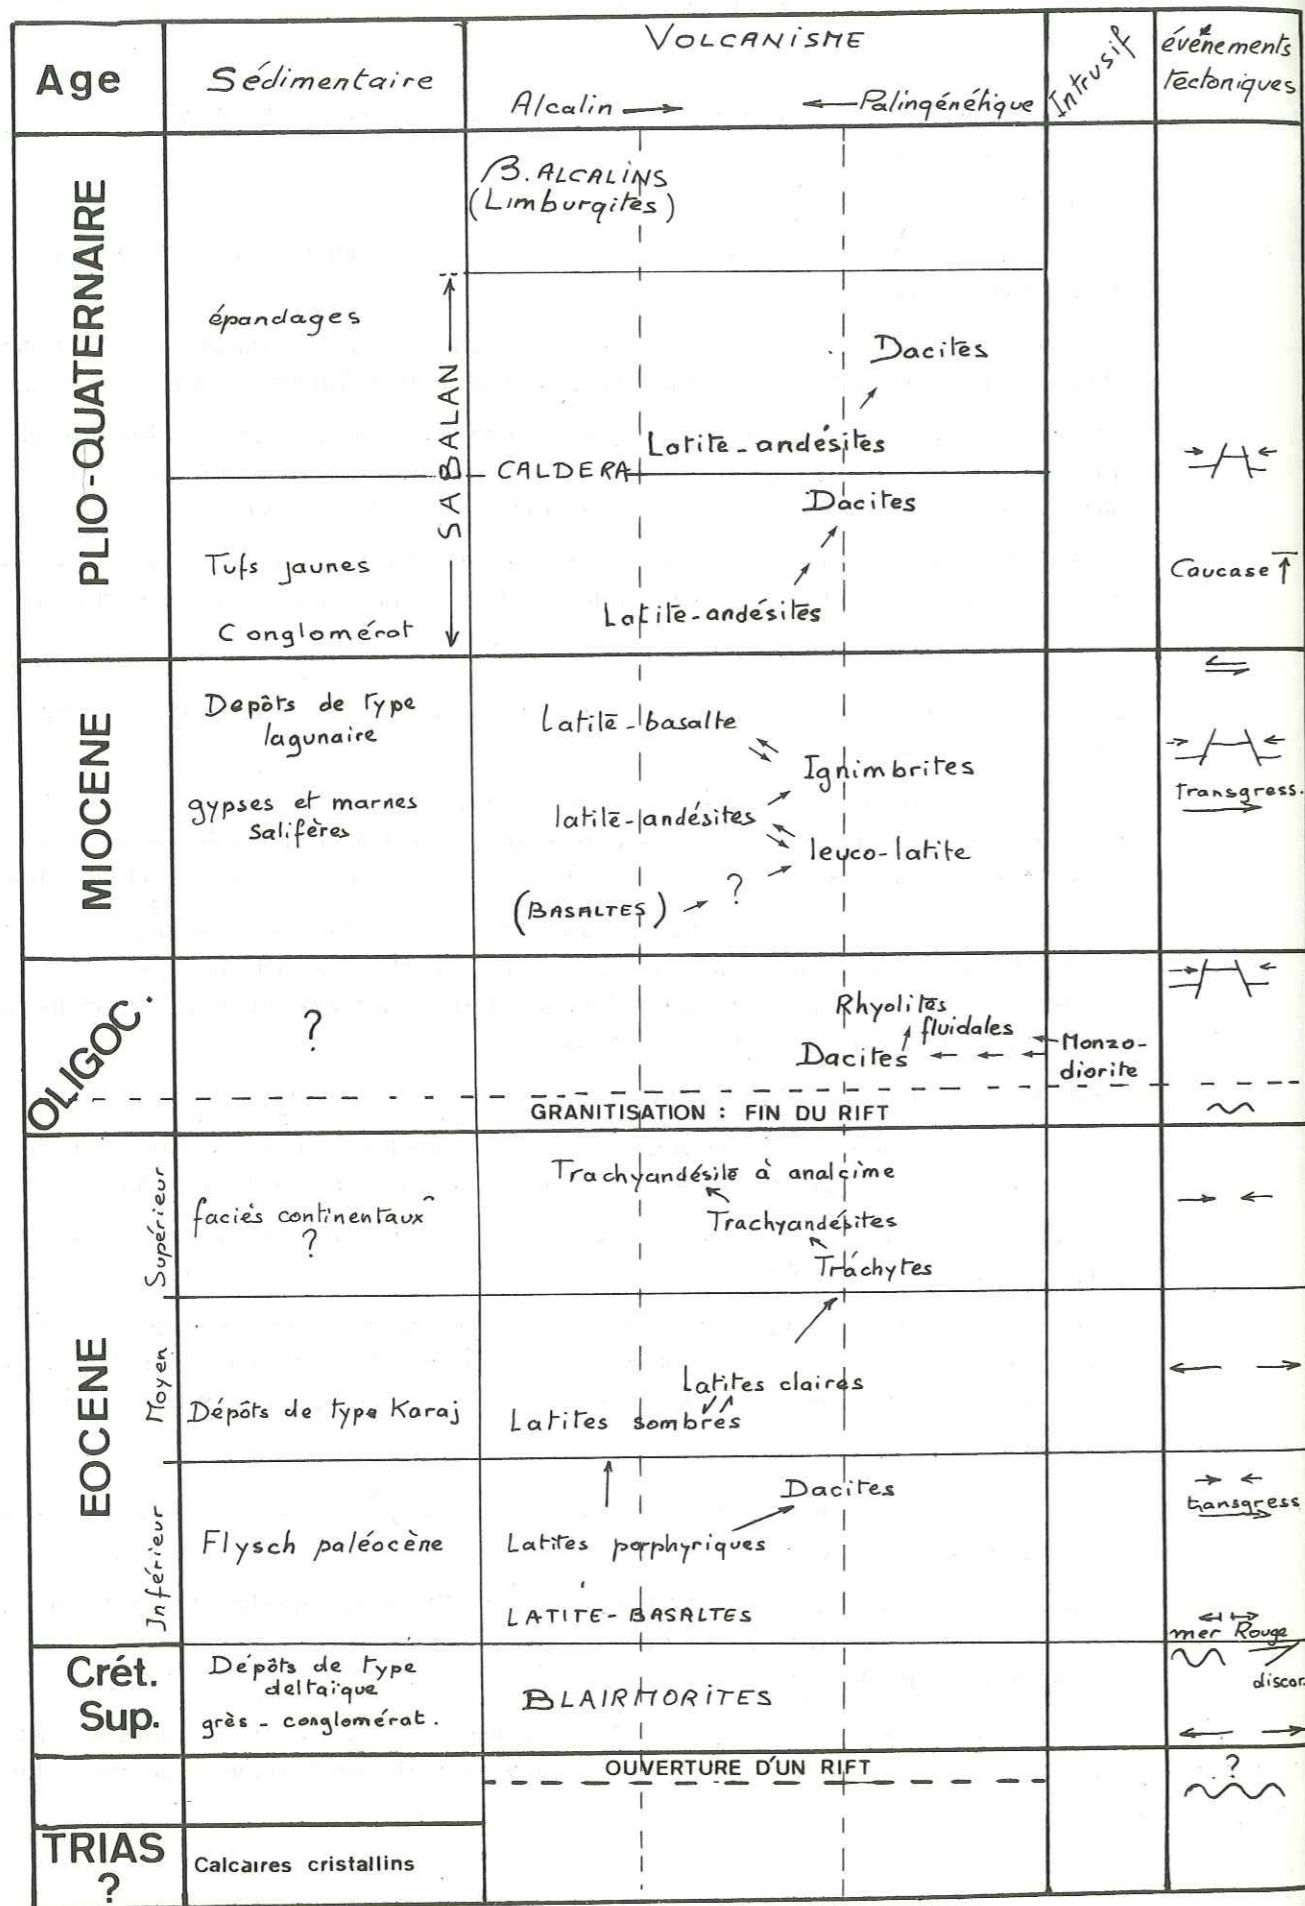 Age
Sédimentaire
VOLCANISME
Alcalin → ← Palingénétique
Intrusif
événements
tectoniques
PLIO-QUATERNAIRE
épandages
Tufs jaunes
Conglomérat
SABALAN
B. ALCALINS
(Limburgites)
Dacites
Latite-andésites
CALDERA
Dacites
Latite-andésites
Caucase
MIOCENE
Depôts de type
lagunaire
gypses et marnes
salifères
latite-basalte
Ignimbrites
latite-andésites
leuco-latite
(BASALTES) ?
Transgress.
OLIGOC.
?
Rhyolites
fluidales
Dacites
Monzo-
diorite
GRANITISATION : FIN DU RIFT
EOCENE
Supérieur
faciès continentaux
?
Trachyandésite à analcime
Trachyandésites
Trachytes
Moyen
Dépôts de type Karaj
Latites claires
Latites sombres
Inférieur
Flysch paléocène
Dacites
Latites porphyriques
LATITE-BASALTES
transgress
mer Rouge
Crét.
Sup.
Dépôts de type
deltaïque
grès - conglomérat.
BLAIRMORITES
discor.
OUVERTURE D'UN RIFT
?
TRIAS
?
Calcaires cristallins